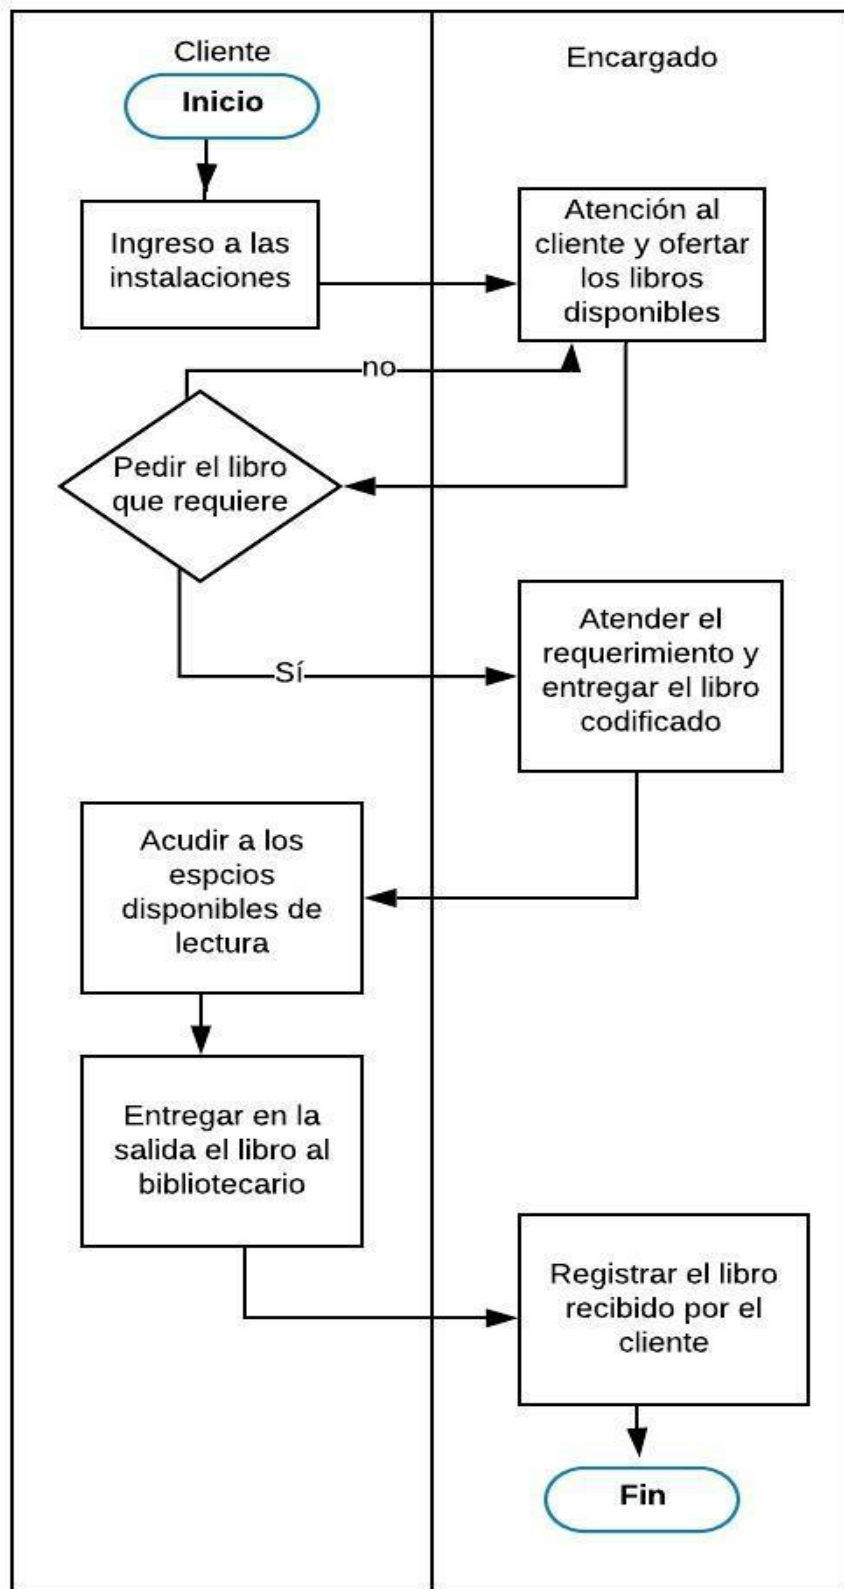 Cliente
Encargado
Inicio
Ingreso a las
instalaciones
Atención al
cliente y ofertar
los libros
disponibles
no
Pedir el libro
que requiere
Sí
Atender el
requerimiento y
entregar el libro
codificado
Acudir a los
espcios
disponibles de
lectura
Entregar en la
salida el libro al
bibliotecario
Registrar el libro
recibido por el
cliente
Fin